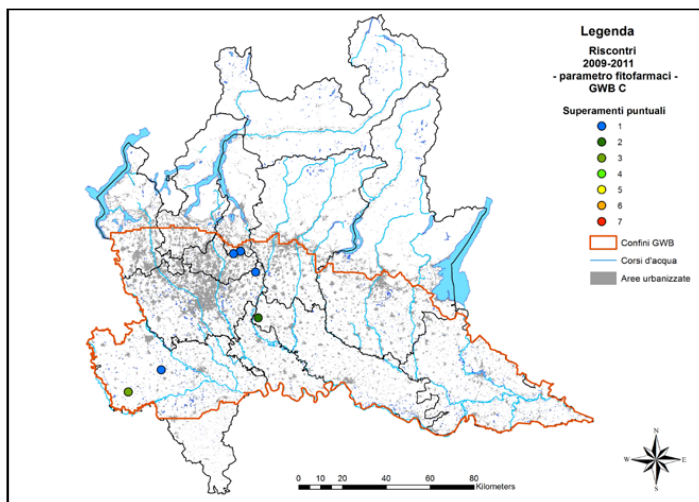 Legenda
Riscontri
2009-2011
- parametro fitofarmaci -
GWB C
Superamenti puntuali
1
2
3
4
5
6
7
Confini GWB
Corsi d'acqua
Aree urbanizzate
N
W E
S
0 10 20 40 60 80
Kilometers